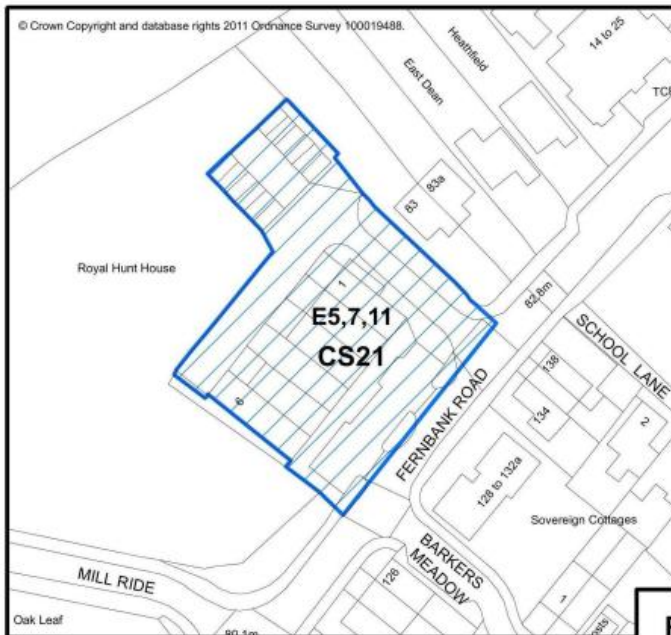 © Crown Copyright and database rights 2011 Ordnance Survey 100019488.
14 to 25
Heathfield
East Dean
83a
83
Royal Hunt House
1
E5,7,11
CS21
6
82.8m
SCHOOL LANE
138
134
2
FERNBANK ROAD
128 to 132a
Sovereign Cottages
BARKERS
MEADOW
MILL RIDE
126
1
Oak Leaf